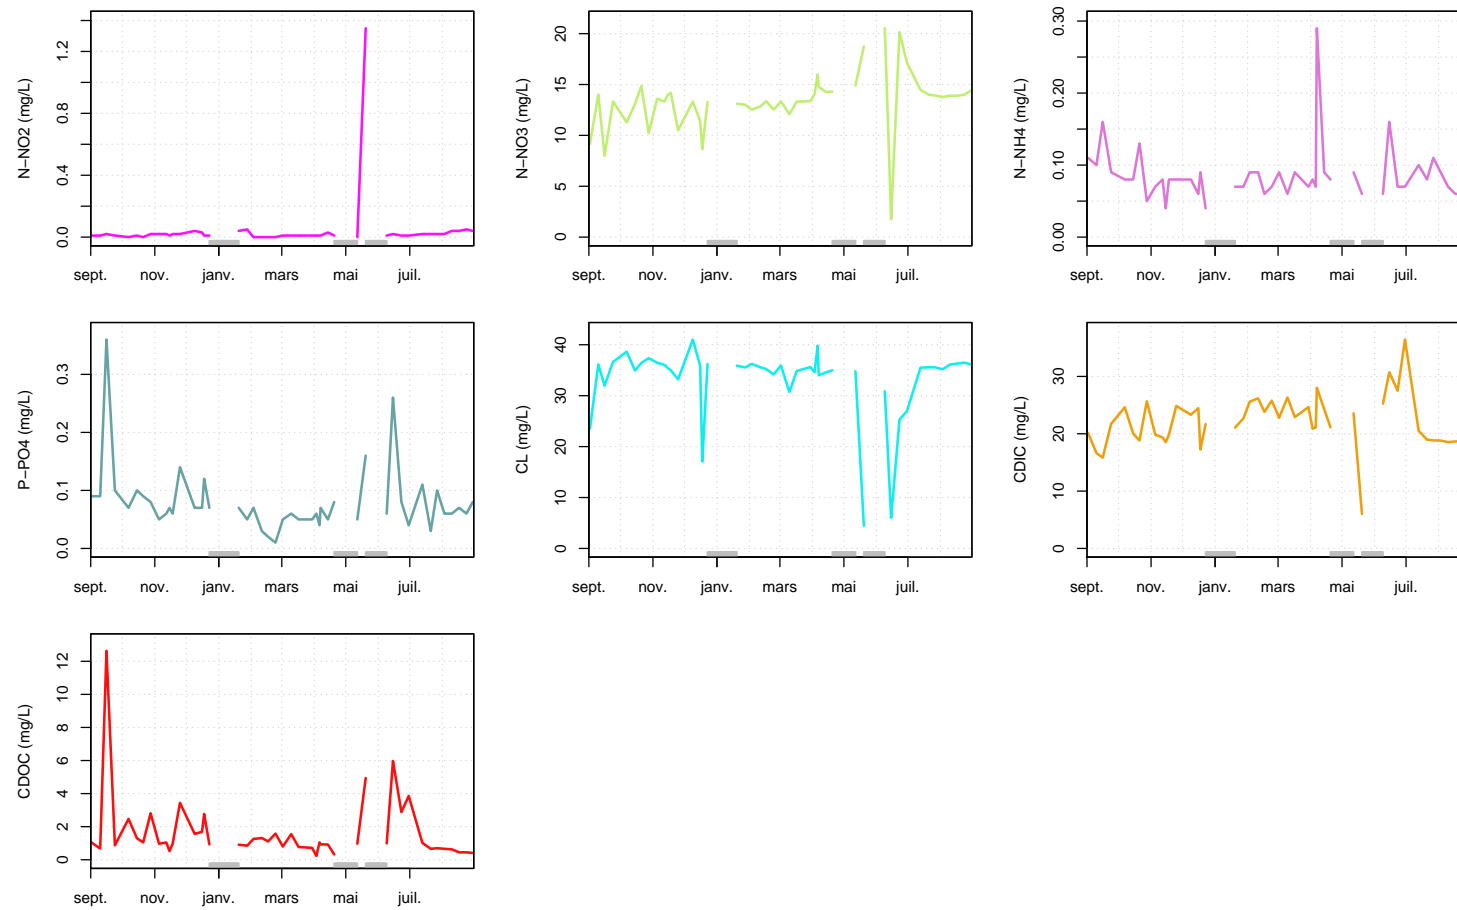 N−NO2 (mg/L)
0.0 0.4 0.8 1.2
sept. nov. janv. mars mai juil.
N−NO3 (mg/L)
0 5 10 15 20
sept. nov. janv. mars mai juil.
N−NH4 (mg/L)
0.00 0.10 0.20 0.30
sept. nov. janv. mars mai juil.
P−PO4 (mg/L)
0.0 0.1 0.2 0.3
sept. nov. janv. mars mai juil.
CL (mg/L)
0 10 20 30 40
sept. nov. janv. mars mai juil.
CDIC (mg/L)
0 10 20 30
sept. nov. janv. mars mai juil.
CDOC (mg/L)
0 2 4 6 8 10 12
sept. nov. janv. mars mai juil.